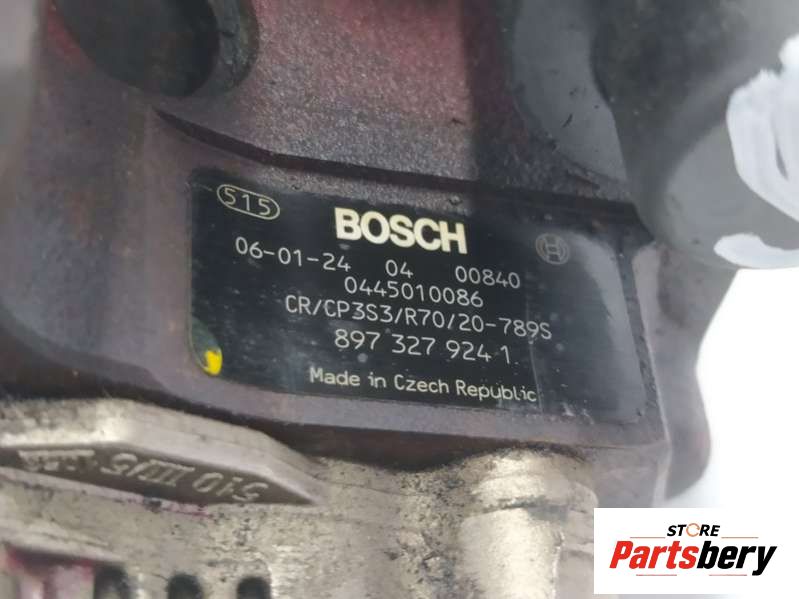 515
BOSCH
06-01-24 04 00840
0445010086
CR/CP3S3/R70/20-789S
897 327 924 1
Made in Czech Republic
510
STORE
Partsbery